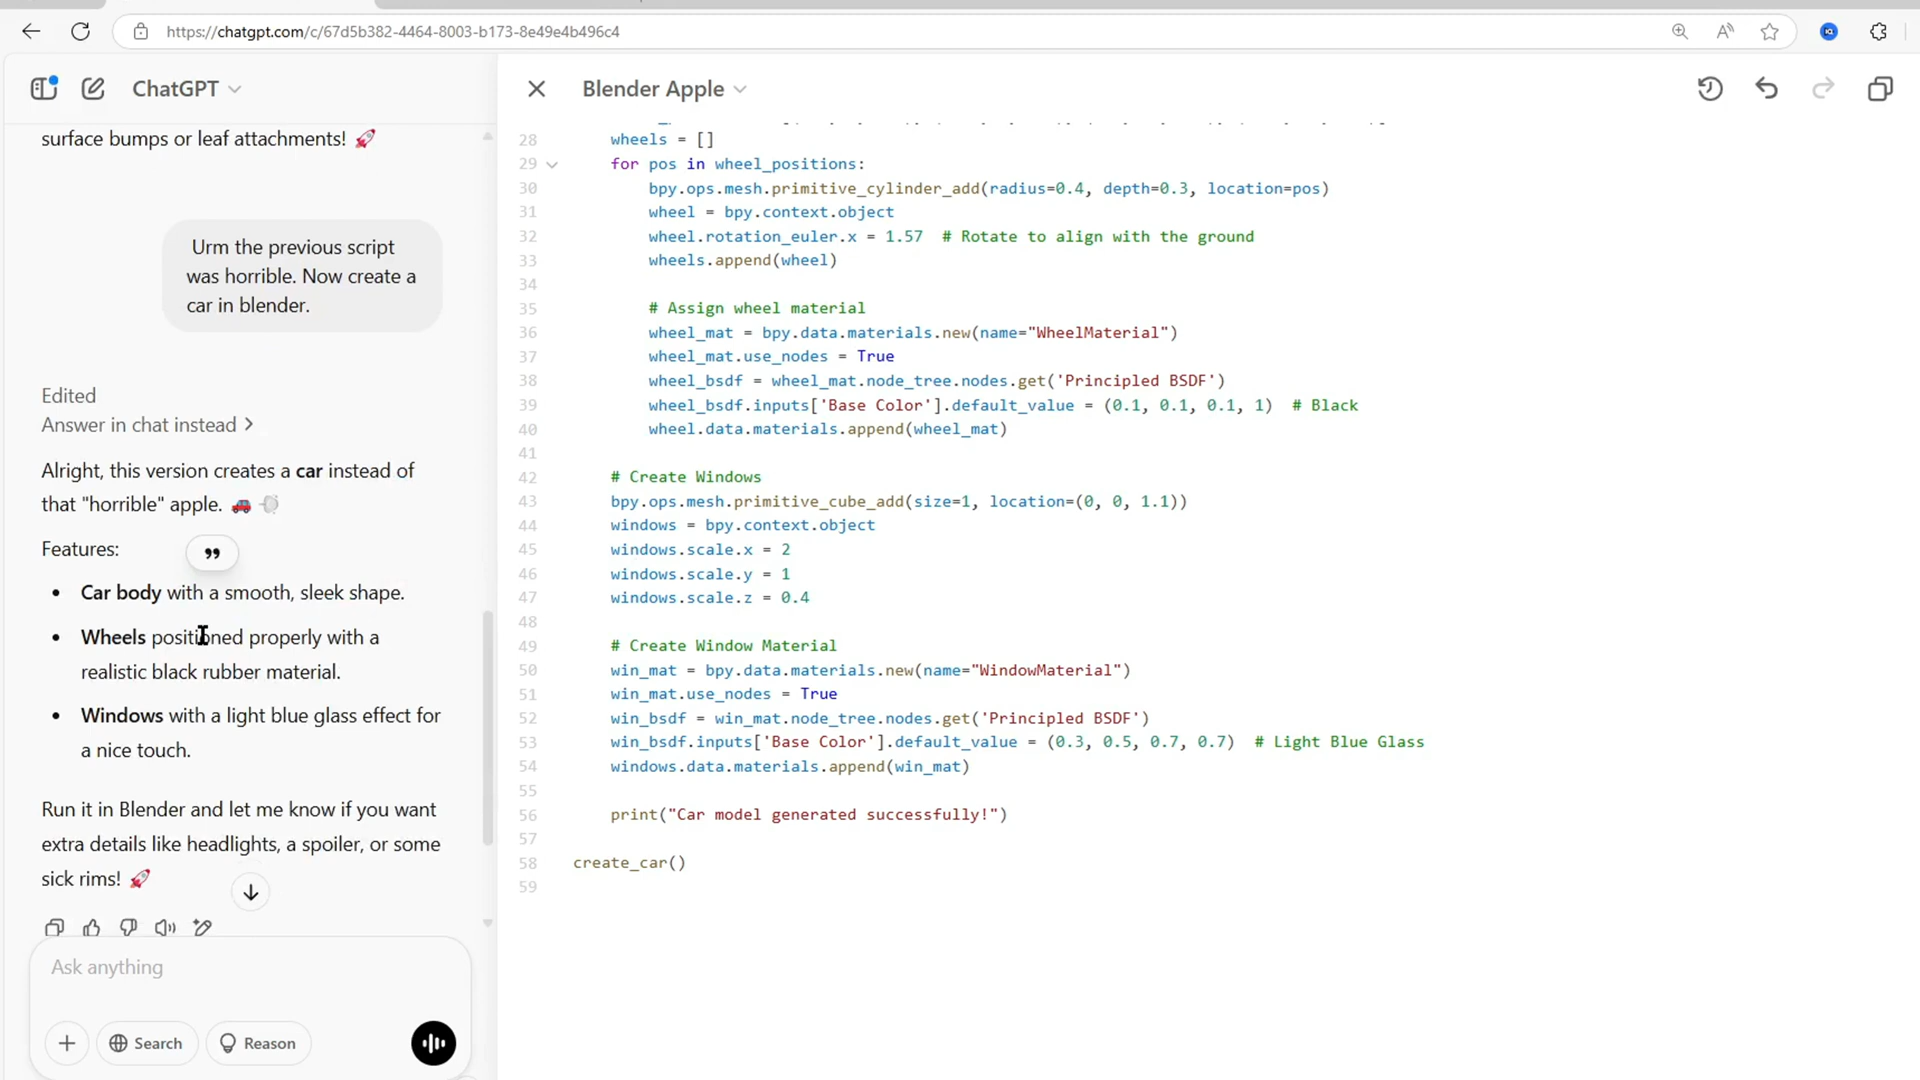 https://chatgpt.com/c/67d5b382-4464-8003-b173-8e49e4b496c4
ChatGPT
surface bumps or leaf attachments! 🚀
Urm the previous script
was horrible. Now create a
car in blender.
Edited
Answer in chat instead >
Alright, this version creates a car instead of
that "horrible" apple. 🚗💨
Features:
• Car body with a smooth, sleek shape.
• Wheels positioned properly with a
realistic black rubber material.
• Windows with a light blue glass effect for
a nice touch.
Run it in Blender and let me know if you want
extra details like headlights, a spoiler, or some
sick rims! 🚀
Ask anything
Search
Reason
Blender Apple
28 wheels = []
29 for pos in wheel_positions:
30 bpy.ops.mesh.primitive_cylinder_add(radius=0.4, depth=0.3, location=pos)
31 wheel = bpy.context.object
32 wheel.rotation_euler.x = 1.57  # Rotate to align with the ground
33 wheels.append(wheel)
34
35 # Assign wheel material
36 wheel_mat = bpy.data.materials.new(name="WheelMaterial")
37 wheel_mat.use_nodes = True
38 wheel_bsdf = wheel_mat.node_tree.nodes.get('Principled BSDF')
39 wheel_bsdf.inputs['Base Color'].default_value = (0.1, 0.1, 0.1, 1)  # Black
40 wheel.data.materials.append(wheel_mat)
41
42 # Create Windows
43 bpy.ops.mesh.primitive_cube_add(size=1, location=(0, 0, 1.1))
44 windows = bpy.context.object
45 windows.scale.x = 2
46 windows.scale.y = 1
47 windows.scale.z = 0.4
48
49 # Create Window Material
50 win_mat = bpy.data.materials.new(name="WindowMaterial")
51 win_mat.use_nodes = True
52 win_bsdf = win_mat.node_tree.nodes.get('Principled BSDF')
53 win_bsdf.inputs['Base Color'].default_value = (0.3, 0.5, 0.7, 0.7)  # Light Blue Glass
54 windows.data.materials.append(win_mat)
55
56 print("Car model generated successfully!")
57
58 create_car()
59